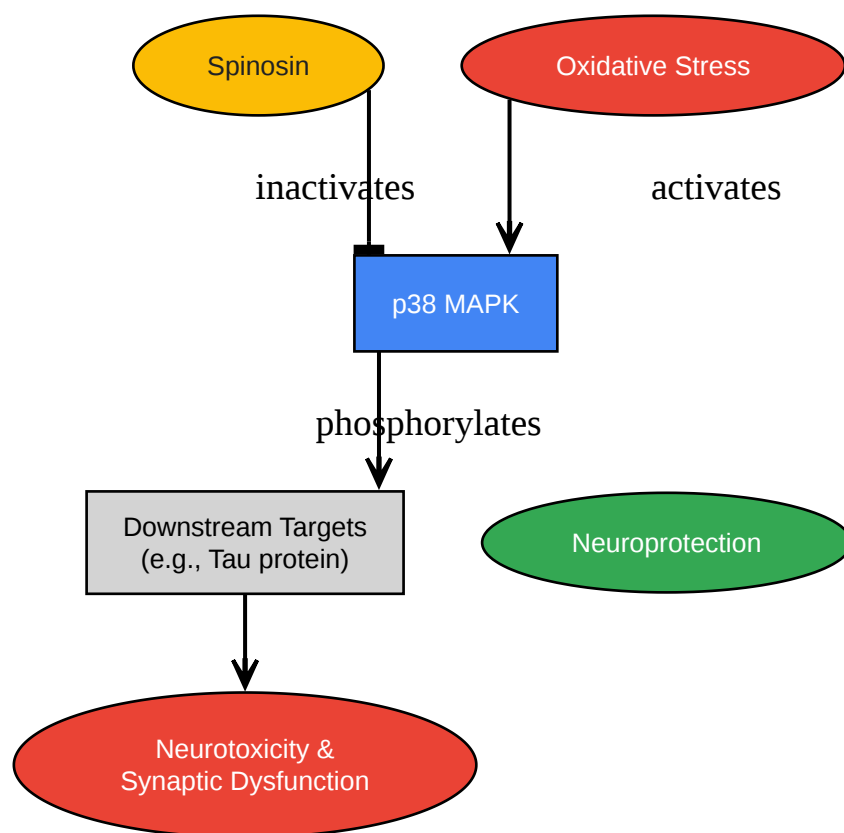 Spinosin
Oxidative Stress
inactivates
activates
p38 MAPK
phosphorylates
Downstream Targets
(e.g., Tau protein)
Neuroprotection
Neurotoxicity &
Synaptic Dysfunction